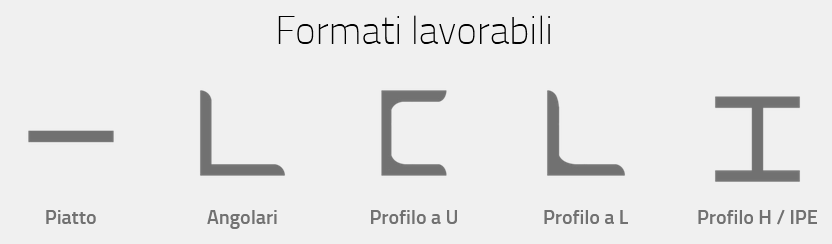 Formati lavorabili
Piatto
Angolari
Profilo a U
Profilo a L
Profilo H / IPE